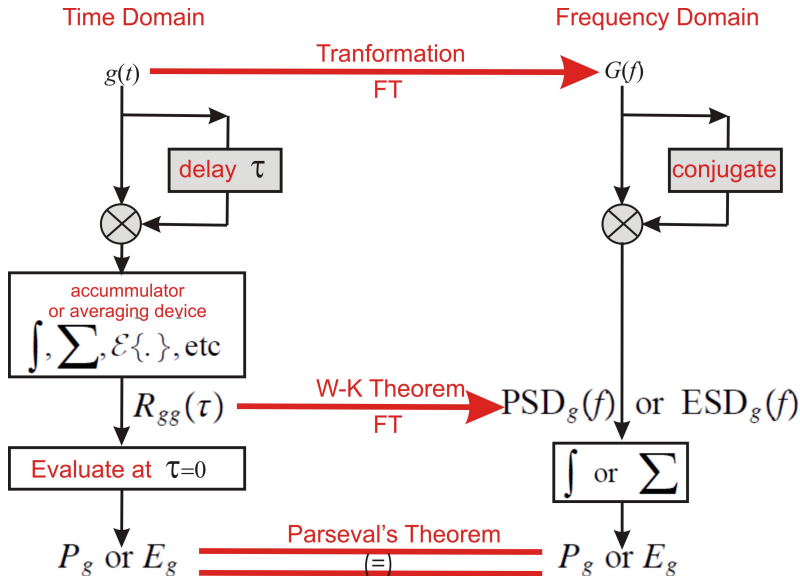 Time Domain
Frequency Domain
Tranformation
g(t)
G(f)
FT
delay τ
conjugate
accummulator
or averaging device
∫, ∑, ℰ{.}, etc
W-K Theorem
R_gg(τ)
PSD_g(f) or ESD_g(f)
FT
Evaluate at τ=0
∫ or ∑
Parseval's Theorem
P_g or E_g
(=)
P_g or E_g